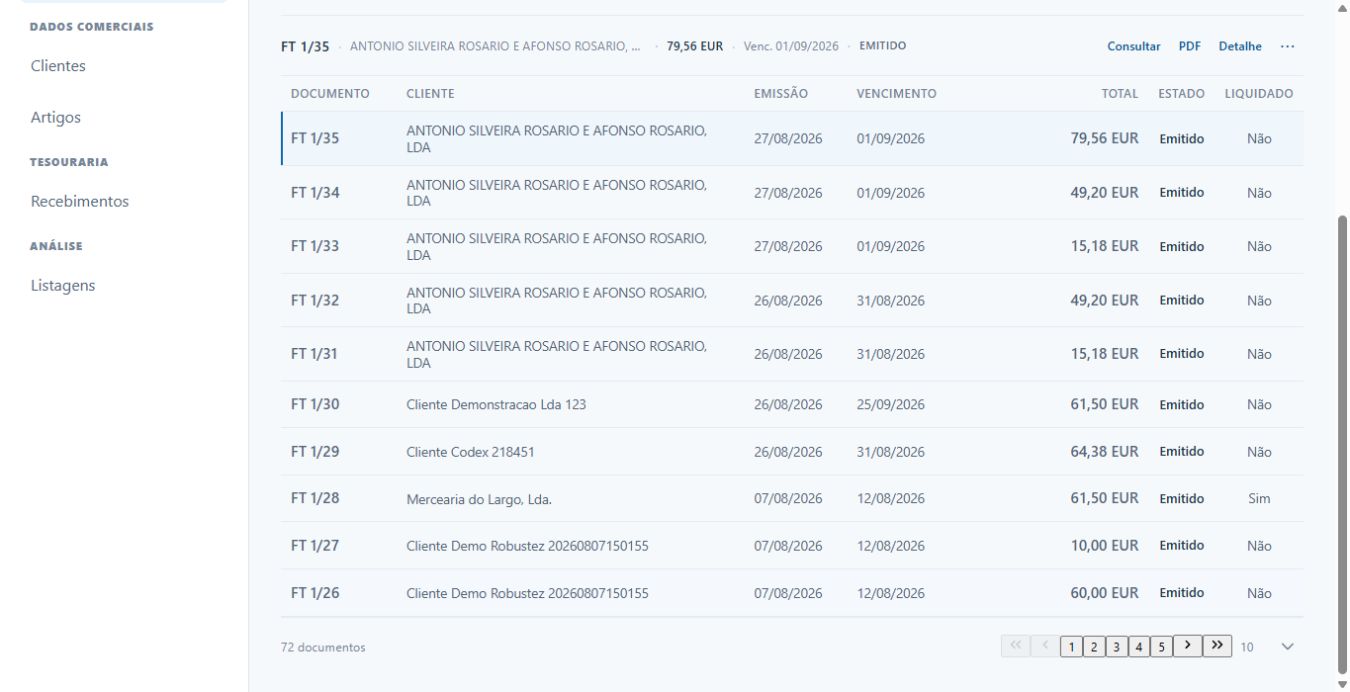 DADOS COMERCIAIS
Clientes
Artigos
TESOURARIA
Recebimentos
ANÁLISE
Listagens
FT 1/35 · ANTONIO SILVEIRA ROSARIO E AFONSO ROSARIO, ... · 79,56 EUR · Venc. 01/09/2026 · EMITIDO Consultar PDF Detalhe ...
DOCUMENTO CLIENTE EMISSÃO VENCIMENTO TOTAL ESTADO LIQUIDADO
FT 1/35 ANTONIO SILVEIRA ROSARIO E AFONSO ROSARIO, 27/08/2026 01/09/2026 79,56 EUR Emitido Não
LDA
FT 1/34 ANTONIO SILVEIRA ROSARIO E AFONSO ROSARIO, 27/08/2026 01/09/2026 49,20 EUR Emitido Não
LDA
FT 1/33 ANTONIO SILVEIRA ROSARIO E AFONSO ROSARIO, 27/08/2026 01/09/2026 15,18 EUR Emitido Não
LDA
FT 1/32 ANTONIO SILVEIRA ROSARIO E AFONSO ROSARIO, 26/08/2026 31/08/2026 49,20 EUR Emitido Não
LDA
FT 1/31 ANTONIO SILVEIRA ROSARIO E AFONSO ROSARIO, 26/08/2026 31/08/2026 15,18 EUR Emitido Não
LDA
FT 1/30 Cliente Demonstracao Lda 123 26/08/2026 25/09/2026 61,50 EUR Emitido Não
FT 1/29 Cliente Codex 218451 26/08/2026 31/08/2026 64,38 EUR Emitido Não
FT 1/28 Mercearia do Largo, Lda. 07/08/2026 12/08/2026 61,50 EUR Emitido Sim
FT 1/27 Cliente Demo Robustez 20260807150155 07/08/2026 12/08/2026 10,00 EUR Emitido Não
FT 1/26 Cliente Demo Robustez 20260807150155 07/08/2026 12/08/2026 60,00 EUR Emitido Não
72 documentos « ‹ 1 2 3 4 5 › » 10